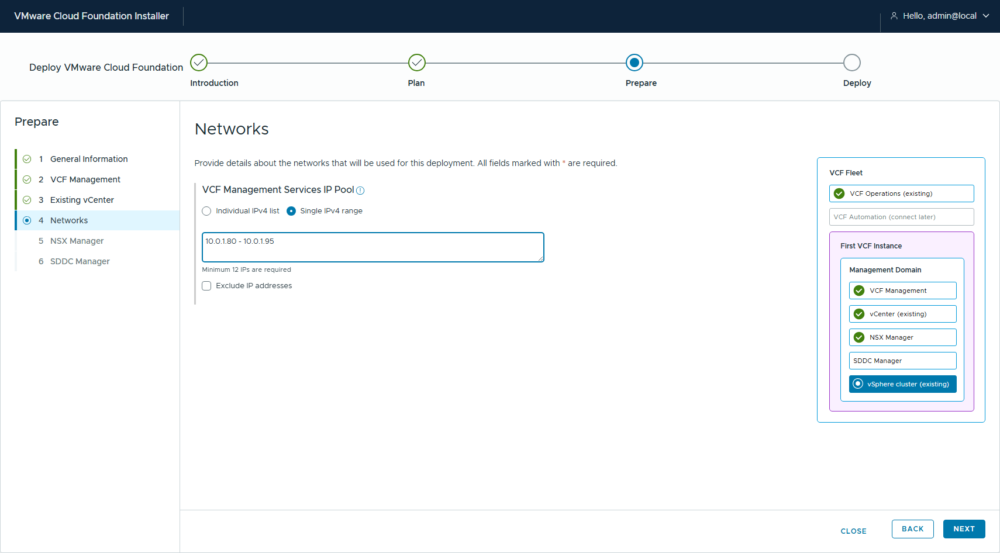 VMware Cloud Foundation Installer
Hello, admin@local
Deploy VMware Cloud Foundation
Introduction
Plan
Prepare
Deploy
Prepare
1 General Information
2 VCF Management
3 Existing vCenter
4 Networks
5 NSX Manager
6 SDDC Manager
Networks
Provide details about the networks that will be used for this deployment. All fields marked with * are required.
VCF Management Services IP Pool
Individual IPv4 list
Single IPv4 range
10.0.1.80 - 10.0.1.95
Minimum 12 IPs are required
Exclude IP addresses
VCF Fleet
VCF Operations (existing)
VCF Automation (connect later)
First VCF Instance
Management Domain
VCF Management
vCenter (existing)
NSX Manager
SDDC Manager
vSphere cluster (existing)
CLOSE
BACK
NEXT